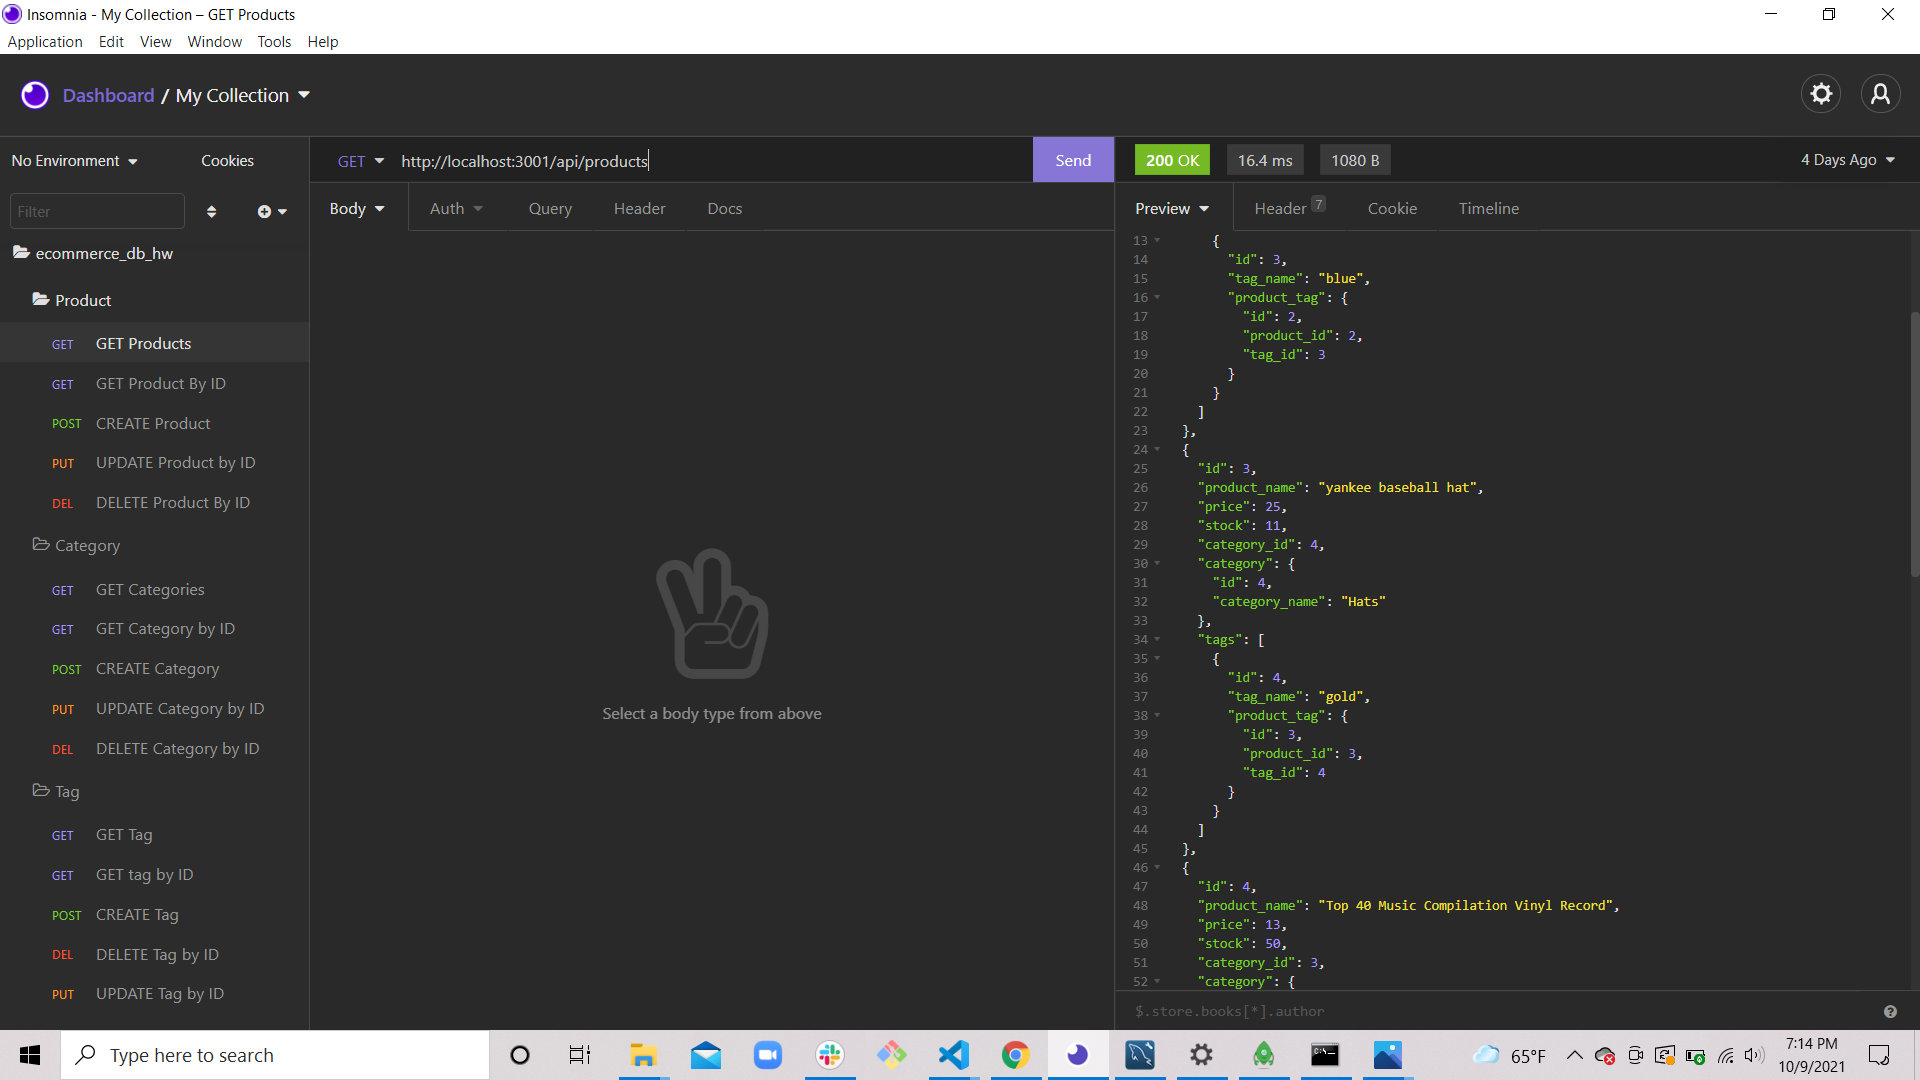 Insomnia - My Collection – GET Products
Application Edit View Window Tools Help
Dashboard / My Collection
No Environment Cookies
Filter
ecommerce_db_hw
Product
GET GET Products
GET GET Product By ID
POST CREATE Product
PUT UPDATE Product by ID
DEL DELETE Product By ID
Category
GET GET Categories
GET GET Category by ID
POST CREATE Category
PUT UPDATE Category by ID
DEL DELETE Category by ID
Tag
GET GET Tag
GET GET tag by ID
POST CREATE Tag
DEL DELETE Tag by ID
PUT UPDATE Tag by ID
GET http://localhost:3001/api/products Send
Body Auth Query Header Docs
Select a body type from above
200 OK 16.4 ms 1080 B 4 Days Ago
Preview Header 7 Cookie Timeline
13 {
14 "id": 3,
15 "tag_name": "blue",
16 "product_tag": {
17 "id": 2,
18 "product_id": 2,
19 "tag_id": 3
20 }
21 }
22 ]
23 },
24 {
25 "id": 3,
26 "product_name": "yankee baseball hat",
27 "price": 25,
28 "stock": 11,
29 "category_id": 4,
30 "category": {
31 "id": 4,
32 "category_name": "Hats"
33 },
34 "tags": [
35 {
36 "id": 4,
37 "tag_name": "gold",
38 "product_tag": {
39 "id": 3,
40 "product_id": 3,
41 "tag_id": 4
42 }
43 }
44 ]
45 },
46 {
47 "id": 4,
48 "product_name": "Top 40 Music Compilation Vinyl Record",
49 "price": 13,
50 "stock": 50,
51 "category_id": 3,
52 "category": {
$.store.books[*].author
Type here to search
65°F
7:14 PM
10/9/2021